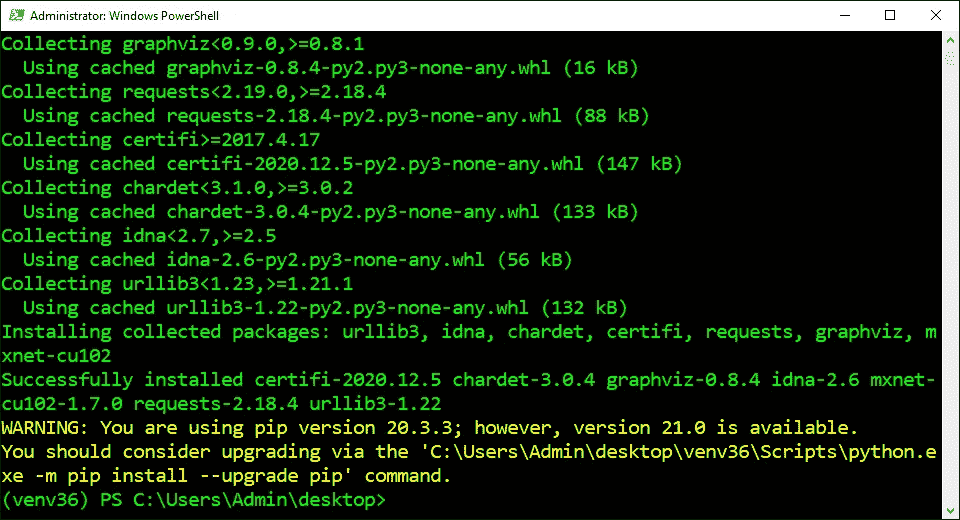 Administrator: Windows PowerShell
Collecting graphviz<0.9.0,>=0.8.1
  Using cached graphviz-0.8.4-py2.py3-none-any.whl (16 kB)
Collecting requests<2.19.0,>=2.18.4
  Using cached requests-2.18.4-py2.py3-none-any.whl (88 kB)
Collecting certifi>=2017.4.17
  Using cached certifi-2020.12.5-py2.py3-none-any.whl (147 kB)
Collecting chardet<3.1.0,>=3.0.2
  Using cached chardet-3.0.4-py2.py3-none-any.whl (133 kB)
Collecting idna<2.7,>=2.5
  Using cached idna-2.6-py2.py3-none-any.whl (56 kB)
Collecting urllib3<1.23,>=1.21.1
  Using cached urllib3-1.22-py2.py3-none-any.whl (132 kB)
Installing collected packages: urllib3, idna, chardet, certifi, requests, graphviz, m
xnet-cu102
Successfully installed certifi-2020.12.5 chardet-3.0.4 graphviz-0.8.4 idna-2.6 mxnet-
cu102-1.7.0 requests-2.18.4 urllib3-1.22
WARNING: You are using pip version 20.3.3; however, version 21.0 is available.
You should consider upgrading via the 'C:\Users\Admin\desktop\venv36\Scripts\python.e
xe -m pip install --upgrade pip' command.
(venv36) PS C:\Users\Admin\desktop>